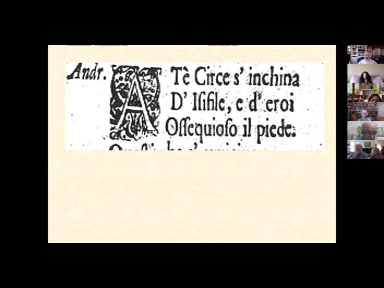 Andr. A Tè Circe s' inchina
D' Iſifile, e d' eroi
Oſſequioſo il piede.